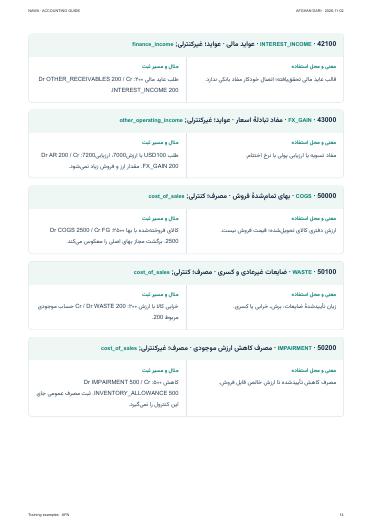 NAWA · ACCOUNTING GUIDE
AFGHAN DARI · 2026-11-02
42100 · INTEREST_INCOME · عواید مالی · عواید؛ غیرکنترلی؛ finance_income
معنی و محل استفاده
قالب عاید مالی تحقق‌یافته؛ اتصال خودکار مفاد بانکی ندارد.
مثال و مسیر ثبت
طلب عاید مالی ۲۰۰: Dr OTHER_RECEIVABLES 200 / Cr
INTEREST_INCOME 200.
43000 · FX_GAIN · مفاد تبادلهٔ اسعار · عواید؛ غیرکنترلی؛ other_operating_income
معنی و محل استفاده
مفاد تسویه یا ارزیابی پولی با نرخ اختتام.
مثال و مسیر ثبت
طلب USD100 با ارزش7000، ارزیابی7200: Dr AR 200 / Cr
FX_GAIN 200. مقدار ارز و فروش زیاد نمی‌شود.
50000 · COGS · بهای تمام‌شدهٔ فروش · مصرف؛ کنترلی؛ cost_of_sales
معنی و محل استفاده
ارزش دفتری کالای تحویل‌شده؛ قیمت فروش نیست.
مثال و مسیر ثبت
کالای فروخته‌شده با بها ۲۵۰۰: Dr COGS 2500 / Cr FG
2500. برگشت مجاز بهای اصلی را معکوس می‌کند.
50100 · WASTE · ضایعات غیرعادی و کسری · مصرف؛ کنترلی؛ cost_of_sales
معنی و محل استفاده
زیان تأییدشدهٔ ضایعات، برش، خرابی یا کسری.
مثال و مسیر ثبت
خرابی کالا با ارزش ۲۰۰: Dr WASTE 200 / Cr حساب موجودی
مربوط 200.
50200 · IMPAIRMENT · مصرف کاهش ارزش موجودی · مصرف؛ غیرکنترلی؛ cost_of_sales
معنی و محل استفاده
مصرف کاهش تأییدشده تا ارزش خالص قابل فروش.
مثال و مسیر ثبت
کاهش ۵۰۰: Dr IMPAIRMENT 500 / Cr
INVENTORY_ALLOWANCE 500. ثبت مصرف عمومی جای
این کنترول را نمی‌گیرد.
Training examples · AFN